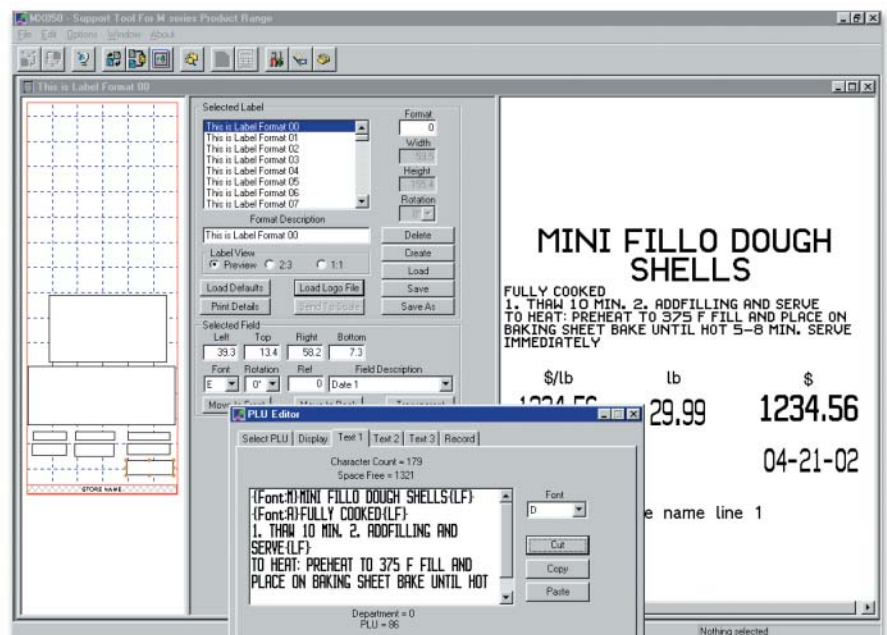 MX050 - Support Tool For M series Product Range
File Edit Options Window About
This is Label Format 00
Selected Label
This is Label Format 00
This is Label Format 01
This is Label Format 02
This is Label Format 03
This is Label Format 04
This is Label Format 05
This is Label Format 06
This is Label Format 07
Format
0
Width
59.5
Height
Rotation
0°
Format Description
This is Label Format 00
Label View
Preview 2:3 1:1
Delete
Create
Load
Save
Save As
Load Defaults
Load Logo File
Print Details
Send To Scale
Selected Field
Left Top Right Bottom
39.3 13.4 58.2 7.3
Font Rotation Ref Field Description
E 0° 0 Date 1
STORE NAME
PLU Editor
Select PLU Display Text 1 Text 2 Text 3 Record
Character Count = 179
Space Free = 1321
{Font:M}MINI FILLO DOUGH SHELLS{LF}
{Font:A}FULLY COOKED{LF}
1. THAW 10 MIN. 2. ADDFILLING AND
SERVE{LF}
TO HEAT: PREHEAT TO 375 F FILL AND
PLACE ON BAKING SHEET BAKE UNTIL HOT
Font
D
Cut
Copy
Paste
Department = 0
PLU = 86
MINI FILLO DOUGH
SHELLS
FULLY COOKED
1. THAW 10 MIN. 2. ADDFILLING AND SERVE
TO HEAT: PREHEAT TO 375 F FILL AND PLACE ON
BAKING SHEET BAKE UNTIL HOT 5-8 MIN. SERVE
IMMEDIATELY
$/lb lb $
1234.56 29.99 1234.56
04-21-02
e name line 1
Nothing selected